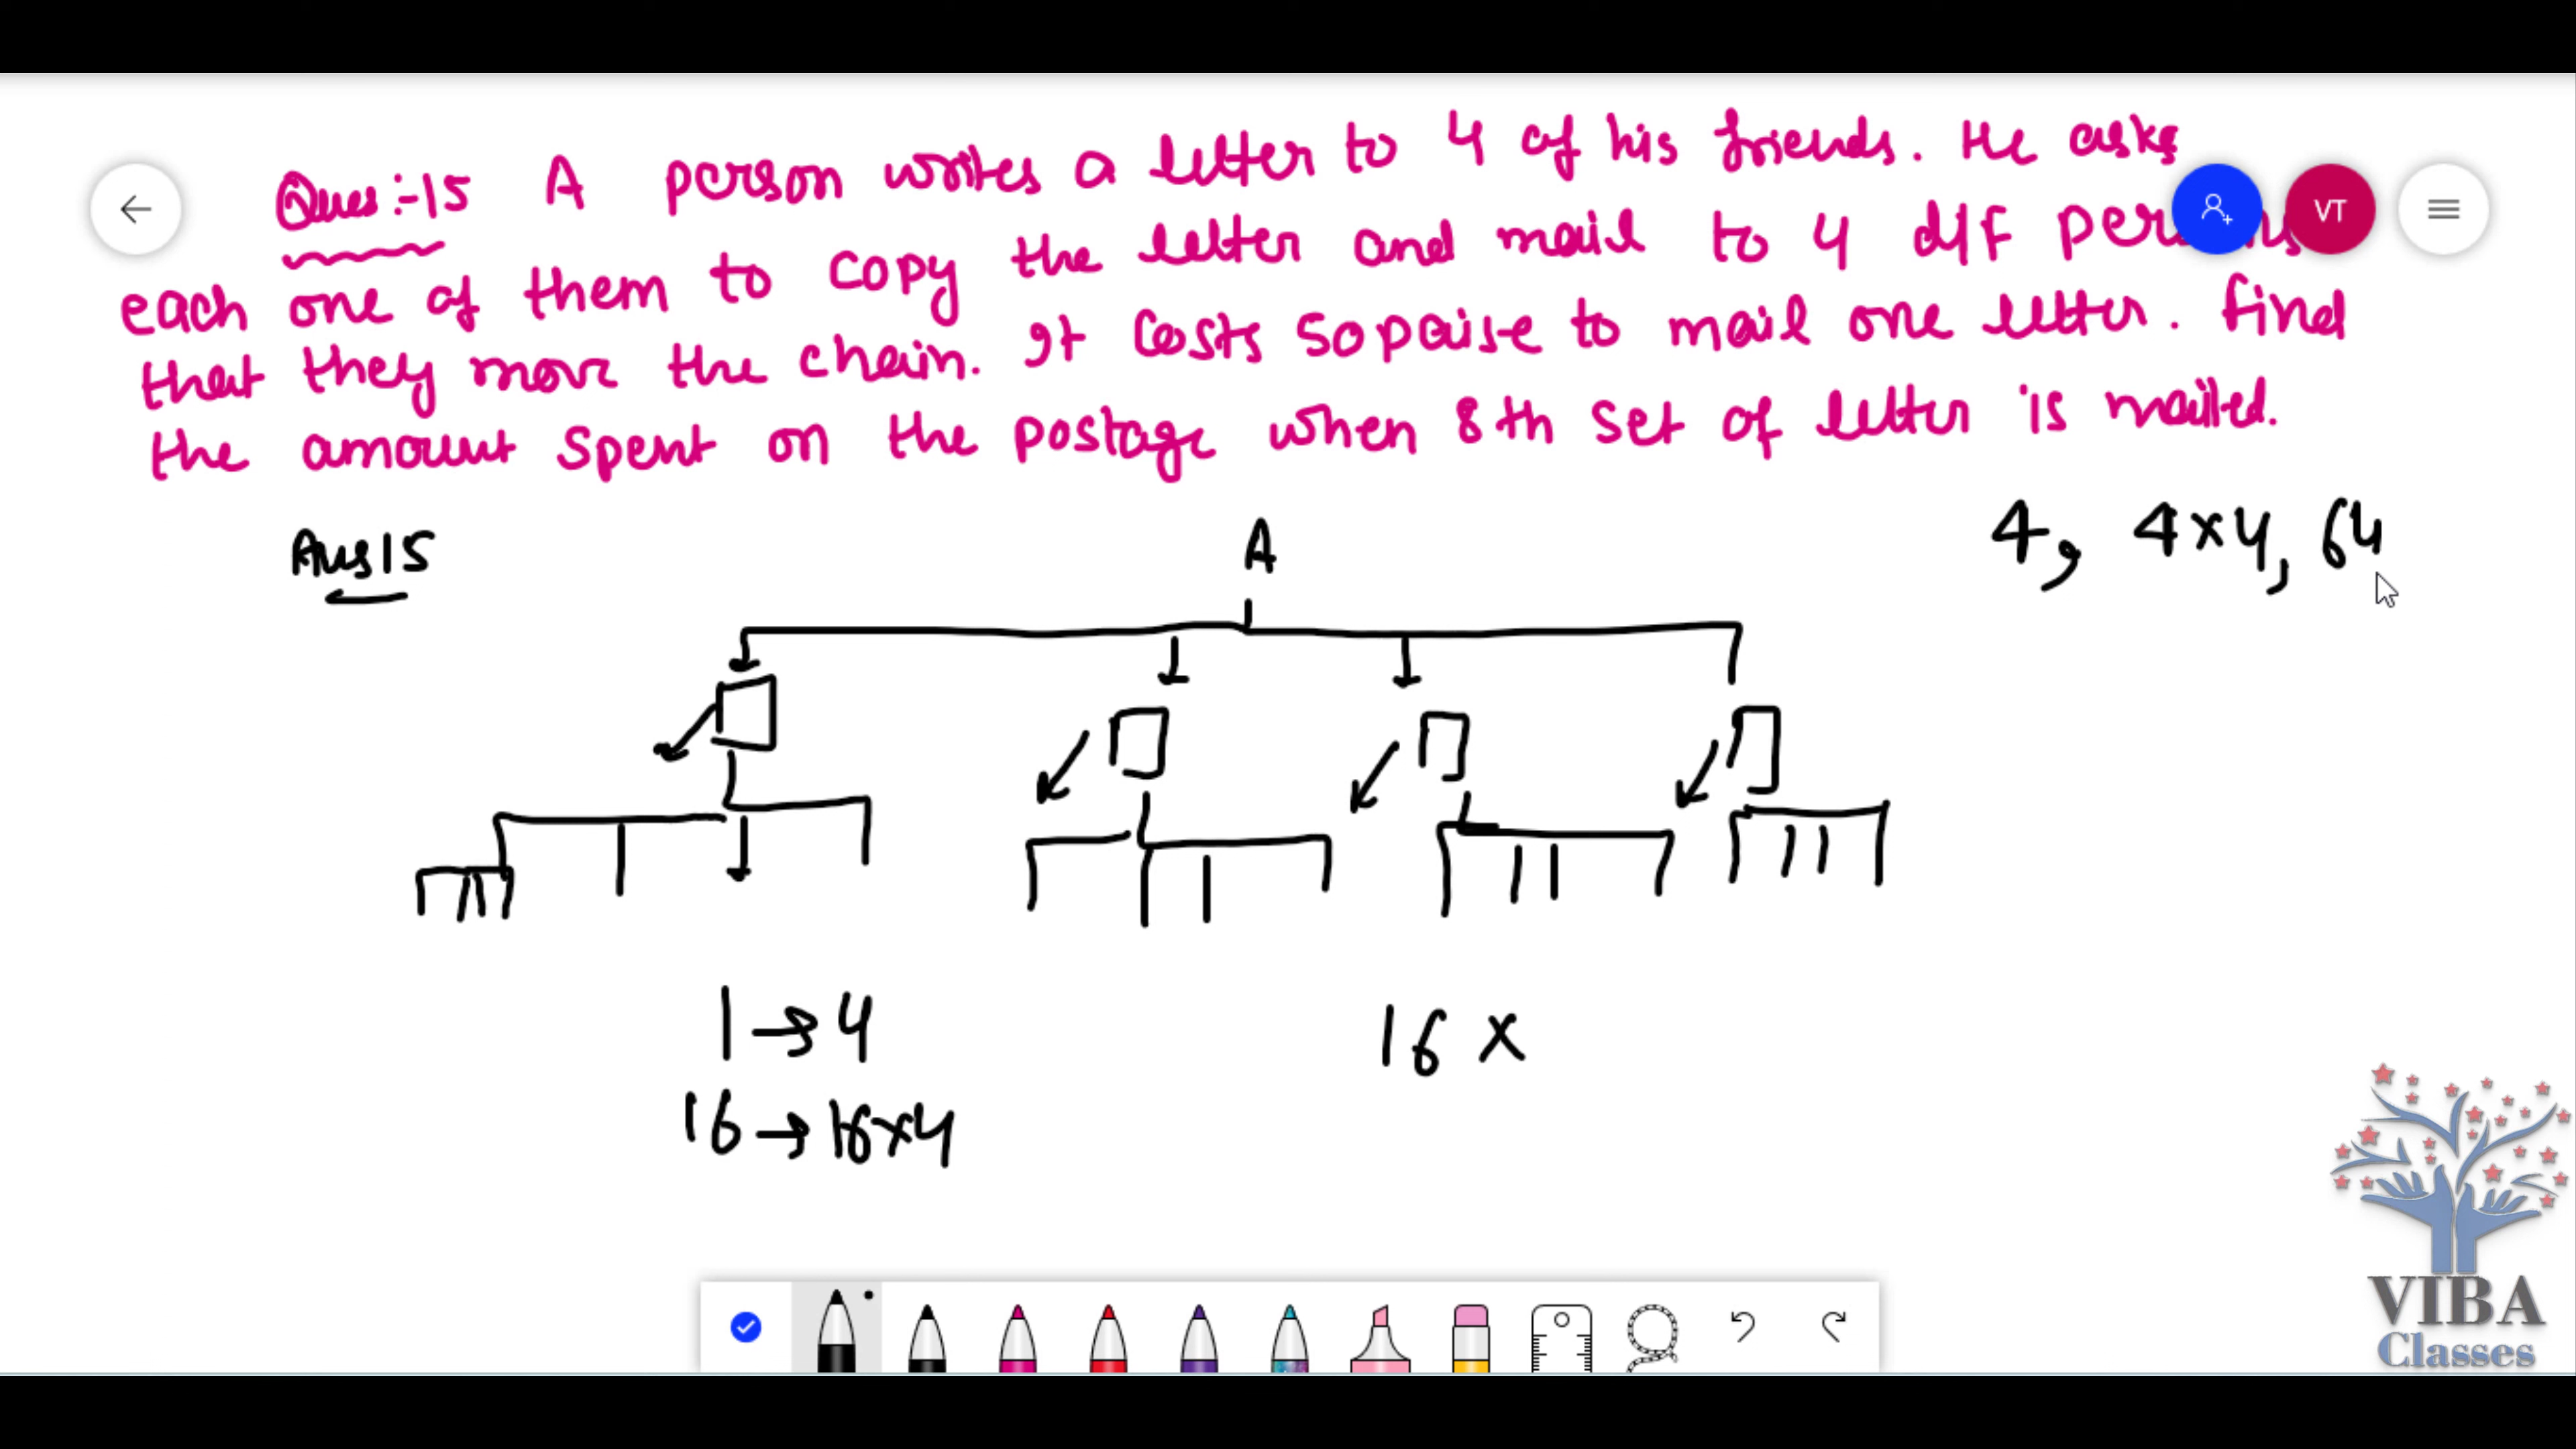 Ques:-15 A person writes a letter to 4 of his friends. He asks
each one of them to copy the letter and mail to 4 diff
that they move the chain. It costs 50 paise to mail one letter. Find
the amount spent on the postage when 8th set of letter is mailed.
VT
Ans15
A
4, 4×4, 64
1→4
16 ×
16→16×4
VIBA
Classes